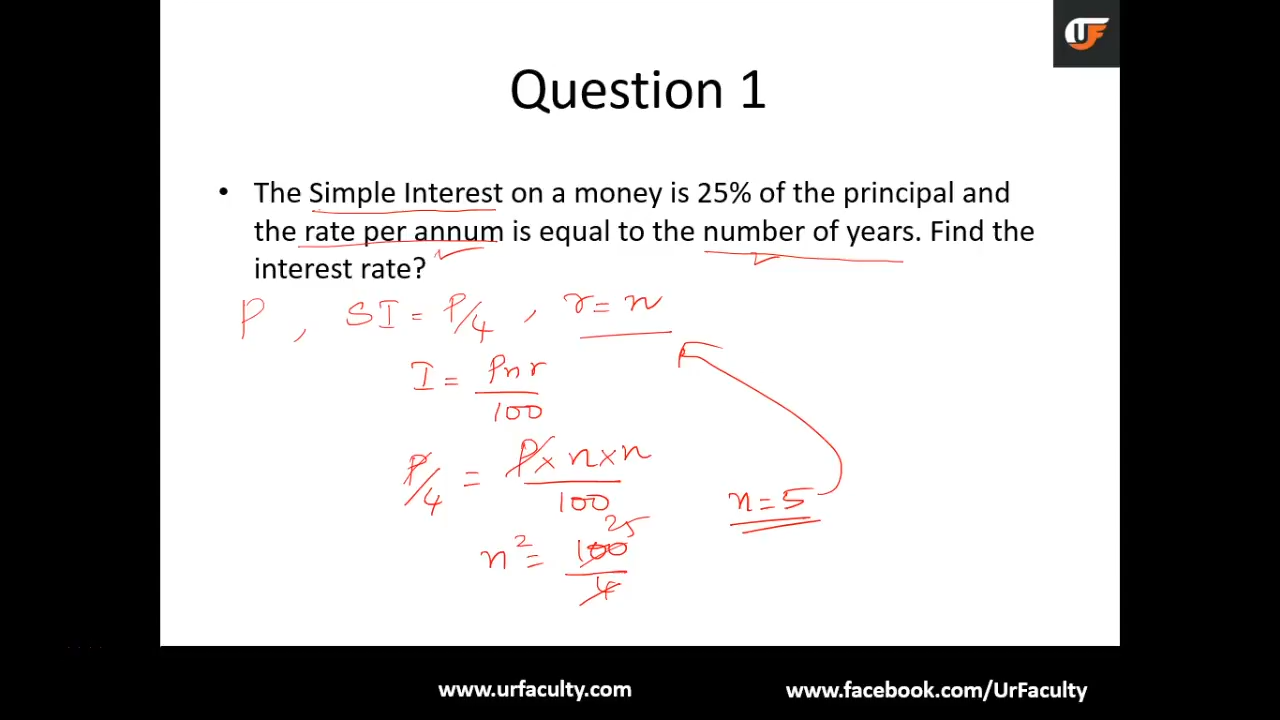 UF
Question 1
• The Simple Interest on a money is 25% of the principal and
the rate per annum is equal to the number of years. Find the
interest rate?
P , SI = P/4 , r = n
I = Pnr/100
P/4 = P×n×n/100
n² = 100/4 25
n = 5
www.urfaculty.com
www.facebook.com/UrFaculty